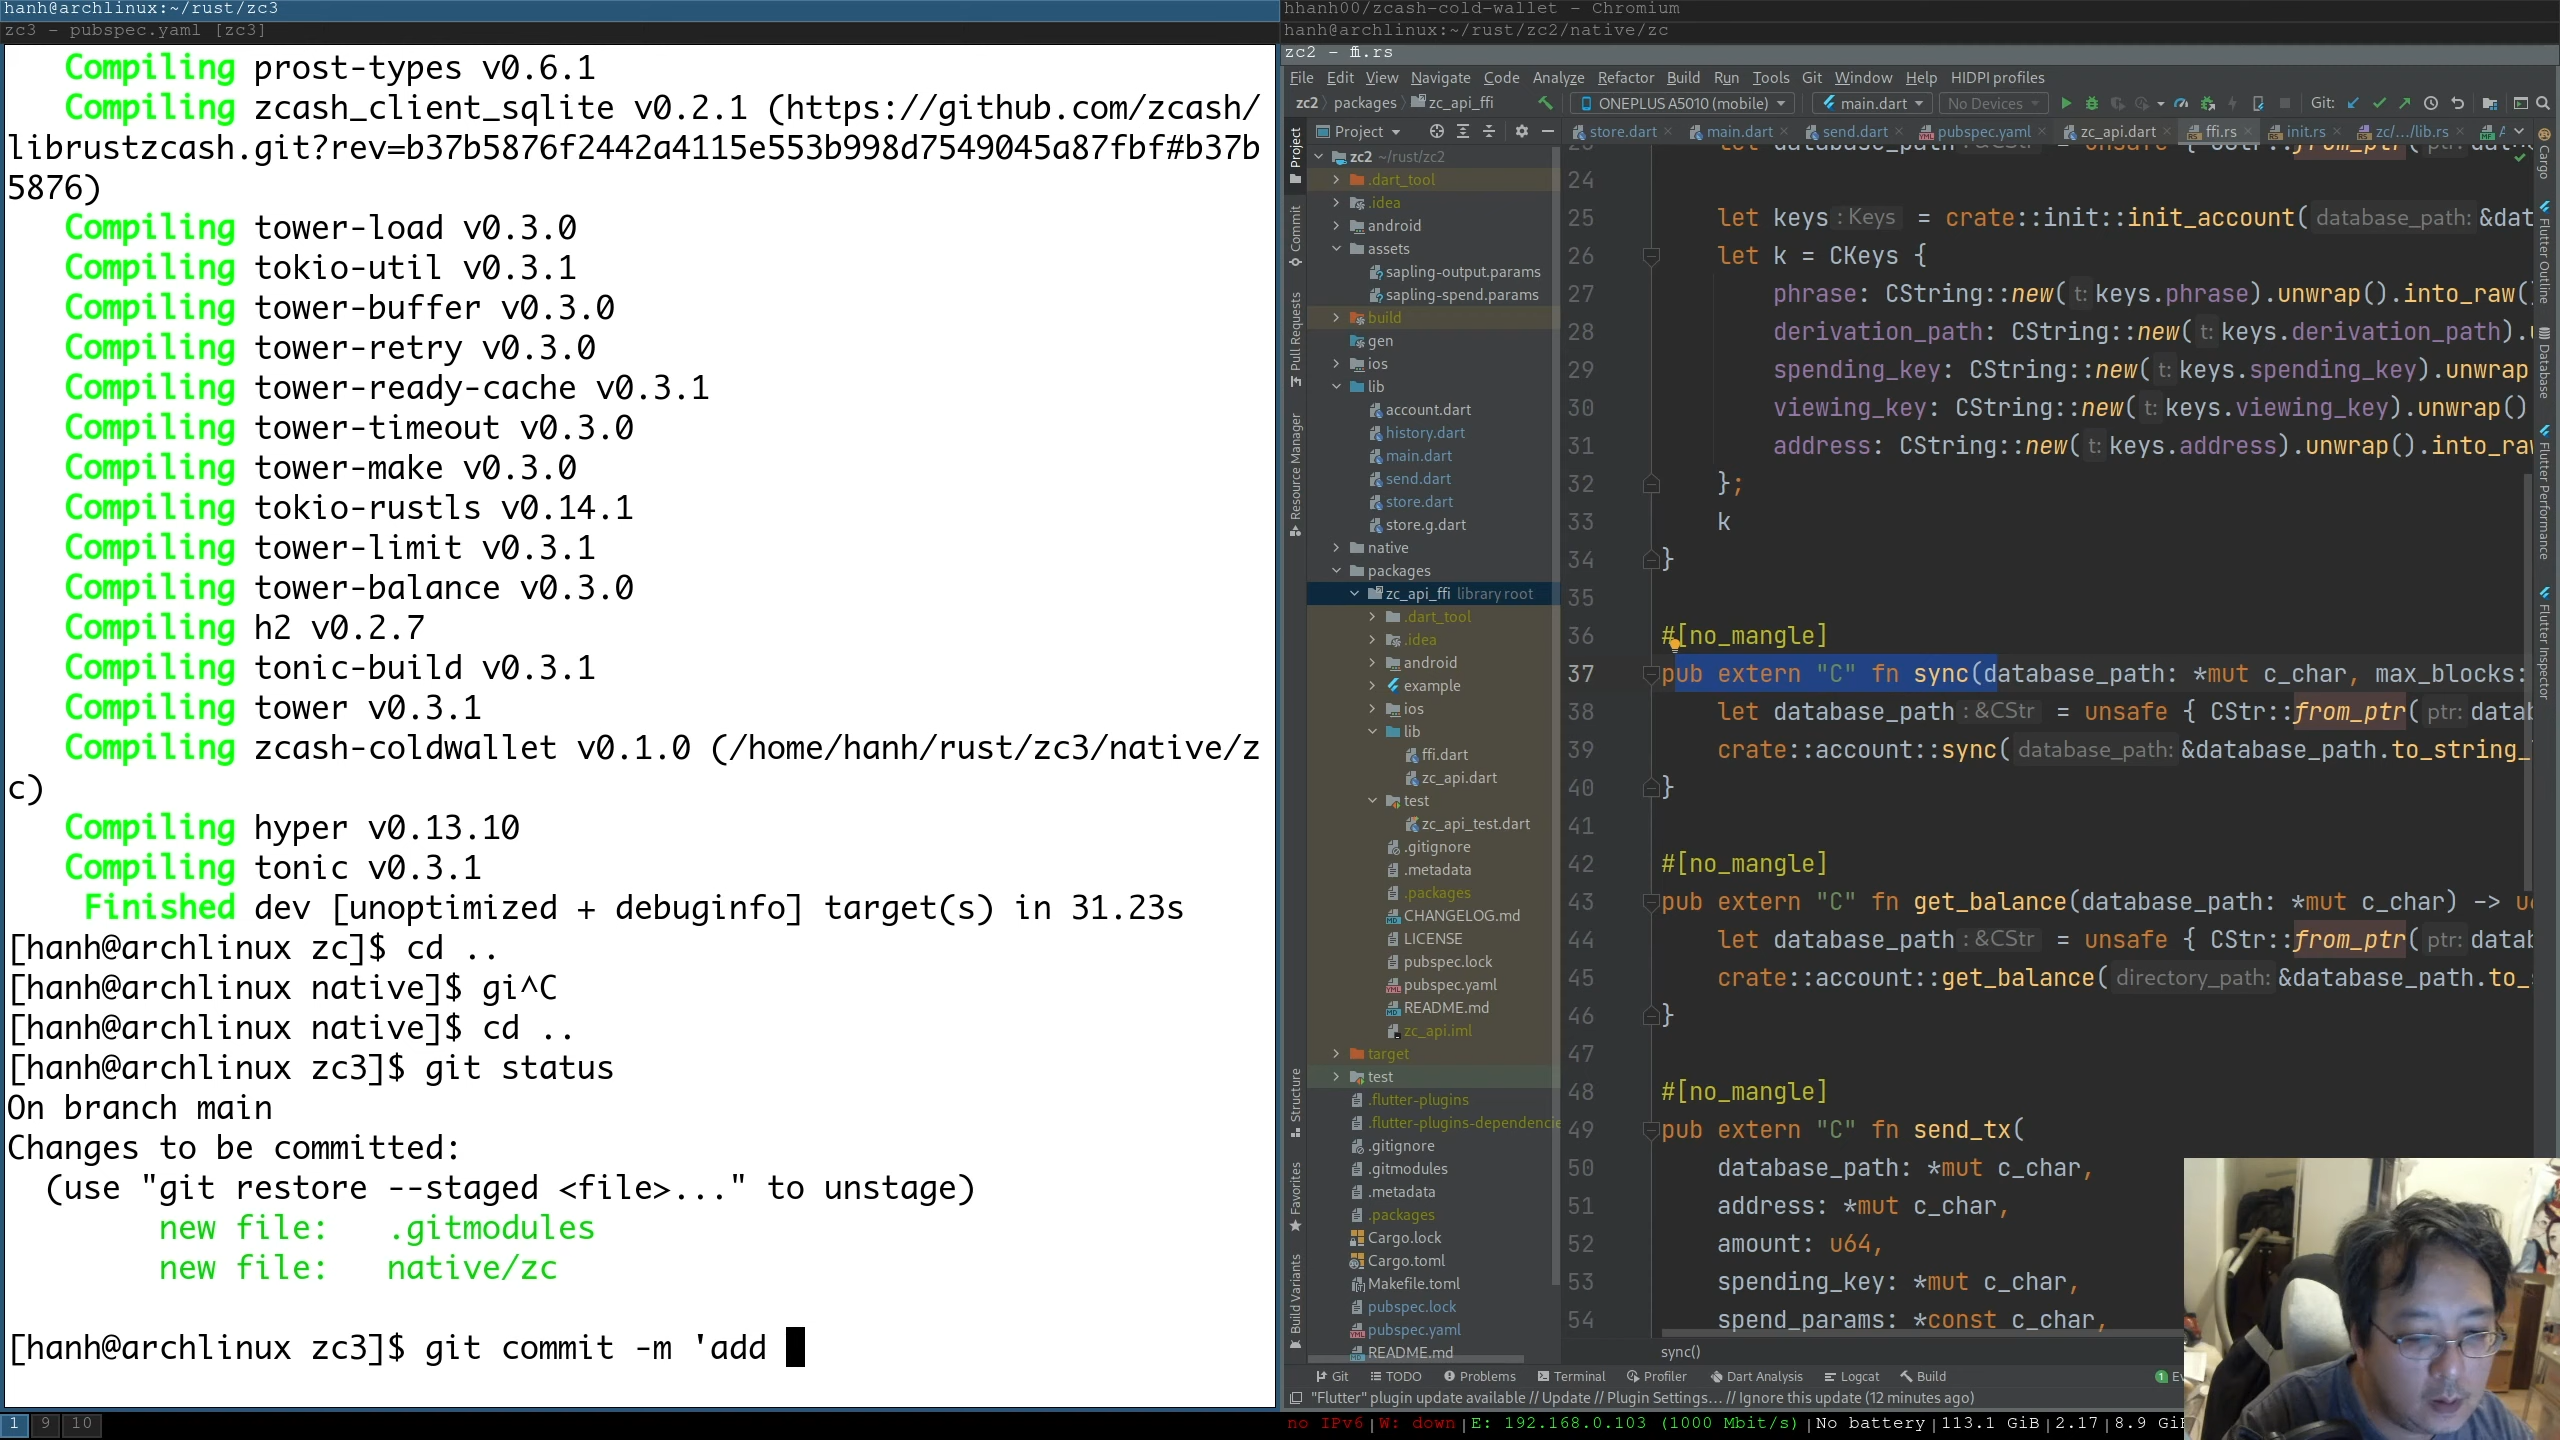 hanh@archlinux:~/rust/zc3
zc3 - pubspec.yaml [zc3]
Compiling prost-types v0.6.1
Compiling zcash_client_sqlite v0.2.1 (https://github.com/zcash/
librustzcash.git?rev=b37b5876f2442a4115e553b998d7549045a87fbf#b37b
5876)
Compiling tower-load v0.3.0
Compiling tokio-util v0.3.1
Compiling tower-buffer v0.3.0
Compiling tower-retry v0.3.0
Compiling tower-ready-cache v0.3.1
Compiling tower-timeout v0.3.0
Compiling tower-make v0.3.0
Compiling tokio-rustls v0.14.1
Compiling tower-limit v0.3.1
Compiling tower-balance v0.3.0
Compiling h2 v0.2.7
Compiling tonic-build v0.3.1
Compiling tower v0.3.1
Compiling zcash-coldwallet v0.1.0 (/home/hanh/rust/zc3/native/z
c)
Compiling hyper v0.13.10
Compiling tonic v0.3.1
Finished dev [unoptimized + debuginfo] target(s) in 31.23s
[hanh@archlinux zc]$ cd ..
[hanh@archlinux native]$ gi^C
[hanh@archlinux native]$ cd ..
[hanh@archlinux zc3]$ git status
On branch main
Changes to be committed:
(use "git restore --staged <file>..." to unstage)
new file:   .gitmodules
new file:   native/zc
[hanh@archlinux zc3]$ git commit -m 'add
1 9 10
hhanh00/zcash-cold-wallet - Chromium
hanh@archlinux:~/rust/zc2/native/zc
zc2 - ffi.rs
File Edit View Navigate Code Analyze Refactor Build Run Tools Git Window Help HIDPI profiles
zc2 packages zc_api_ffi ONEPLUS A5010 (mobile) main.dart No Devices Git:
Project store.dart main.dart send.dart pubspec.yaml zc_api.dart ffi.rs init.rs zc/.../lib.rs
Project
Commit
Pull Requests
Resource Manager
Structure
Favorites
Build Variants
zc2 ~/rust/zc2
.dart_tool
.idea
android
assets
sapling-output.params
sapling-spend.params
build
gen
ios
lib
account.dart
history.dart
main.dart
send.dart
store.dart
store.g.dart
native
packages
zc_api_ffi library root
.dart_tool
.idea
android
example
ios
lib
ffi.dart
zc_api.dart
test
zc_api_test.dart
.gitignore
.metadata
.packages
CHANGELOG.md
LICENSE
pubspec.lock
pubspec.yaml
README.md
zc_api.iml
target
test
.flutter-plugins
.flutter-plugins-dependencie
.gitignore
.gitmodules
.metadata
.packages
Cargo.lock
Cargo.toml
Makefile.toml
pubspec.lock
pubspec.yaml
README.md
24
25 let keys : Keys = crate::init::init_account( database_path: &dat
26 let k = CKeys {
27 phrase: CString::new( t: keys.phrase).unwrap().into_raw(
28 derivation_path: CString::new( t: keys.derivation_path).
29 spending_key: CString::new( t: keys.spending_key).unwrap
30 viewing_key: CString::new( t: keys.viewing_key).unwrap()
31 address: CString::new( t: keys.address).unwrap().into_ra
32 };
33 k
34 }
35
36 #[no_mangle]
37 pub extern "C" fn sync(database_path: *mut c_char, max_blocks:
38 let database_path : &CStr = unsafe { CStr::from_ptr( ptr: datab
39 crate::account::sync( database_path: &database_path.to_string_
40 }
41
42 #[no_mangle]
43 pub extern "C" fn get_balance(database_path: *mut c_char) -> u
44 let database_path : &CStr = unsafe { CStr::from_ptr( ptr: datab
45 crate::account::get_balance( directory_path: &database_path.to_
46 }
47
48 #[no_mangle]
49 pub extern "C" fn send_tx(
50 database_path: *mut c_char,
51 address: *mut c_char,
52 amount: u64,
53 spending_key: *mut c_char,
54 spend_params: *const c_char,
sync()
Cargo
Flutter Outline
Database
Flutter Performance
Flutter Inspector
Git TODO Problems Terminal Profiler Dart Analysis Logcat Build 1
"Flutter" plugin update available // Update // Plugin Settings... // Ignore this update (12 minutes ago)
no IPv6|W: down|E: 192.168.0.103 (1000 Mbit/s)|No battery|113.1 GiB|2.17|8.9